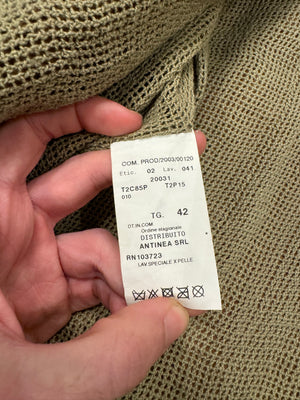 COM. PROD/2003/00120
Etic. 02 Lav. 041
20031
T2C85P T2P15
010
TG. 42
DT.IN.COM.
Ordine stagionale
DISTRIBUITO
ANTINEA SRL
RN103723
LAV.SPECIALE X PELLE